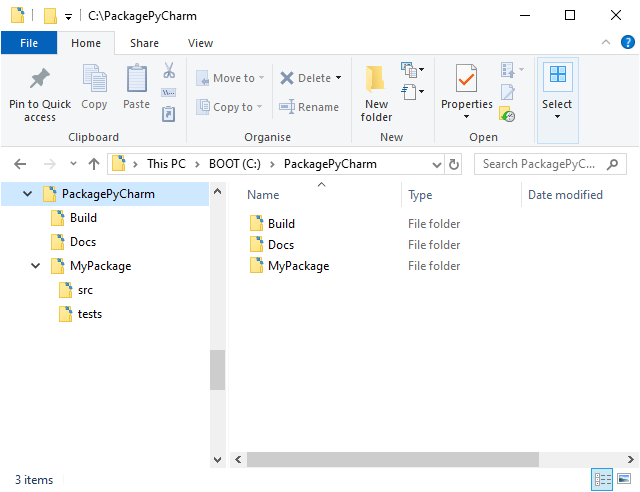 C:\PackagePyCharm
File Home Share View
Pin to Quick access
Copy
Paste
Move to
Copy to
Delete
Rename
New folder
Properties
Select
Clipboard Organise New Open
This PC BOOT (C:) PackagePyCharm
Search PackagePyC...
PackagePyCharm
Build
Docs
MyPackage
src
tests
Name Type Date modified
Build File folder
Docs File folder
MyPackage File folder
3 items